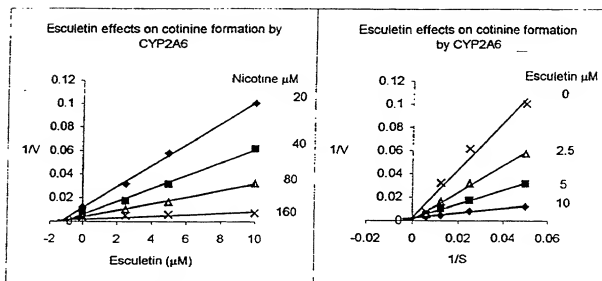 Esculetin effects on cotinine formation by
CYP2A6
0.12
Nicotine µM
0.1
20
0.08
0.06
40
1/V
0.04
80
0.02
160
0
-2 0 2 4 6 8 10
Esculetin (µM)
Esculetin effects on cotinine formation
by CYP2A6
0.12
Esculetin µM
0.1
0
0.08
0.06
2.5
1/V
0.04
5
0.02
10
0
-0.02 0 0.02 0.04 0.06
1/S